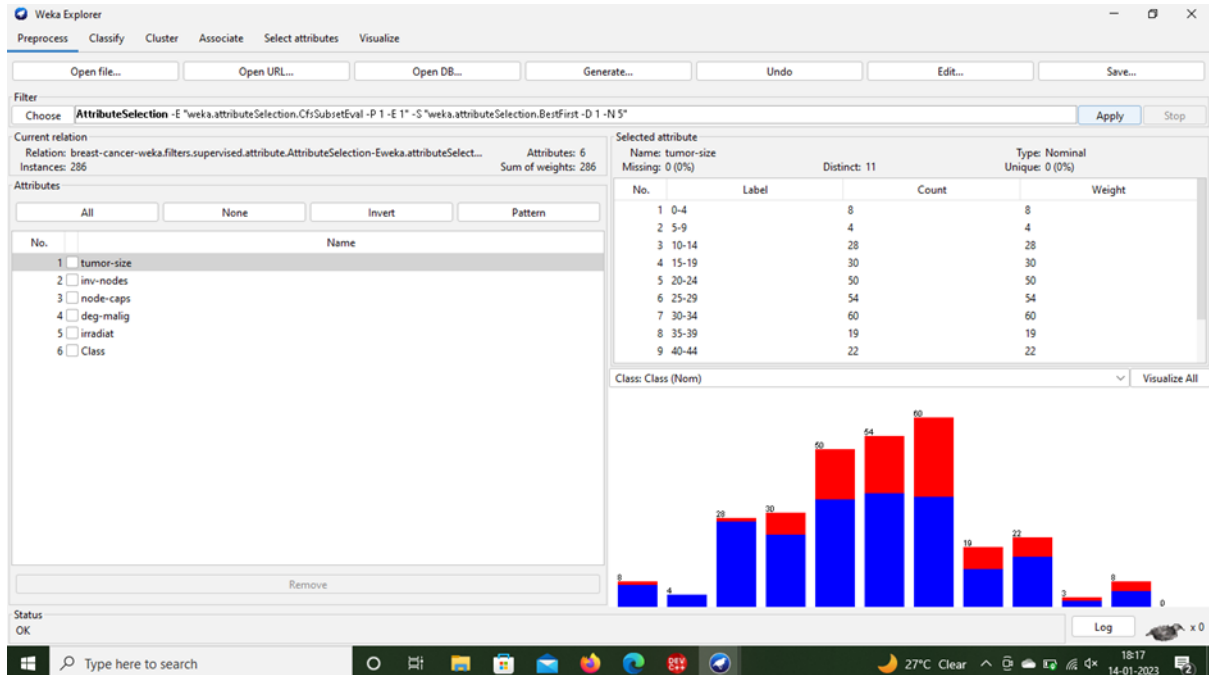 Weka Explorer
Preprocess Classify Cluster Associate Select attributes Visualize
Open file... Open URL... Open DB... Generate... Undo Edit... Save...
Filter
Choose AttributeSelection -E "weka.attributeSelection.CfsSubsetEval -P 1 -E 1" -S "weka.attributeSelection.BestFirst -D 1 -N 5" Apply Stop
Current relation
Relation: breast-cancer-weka.filters.supervised.attribute.AttributeSelection-Eweka.attributeSelect... Attributes: 6
Instances: 286 Sum of weights: 286
Attributes
All None Invert Pattern
No. Name
1 tumor-size
2 inv-nodes
3 node-caps
4 deg-malig
5 irradiat
6 Class
Remove
Selected attribute
Name: tumor-size Type: Nominal
Missing: 0 (0%) Distinct: 11 Unique: 0 (0%)
No. Label Count Weight
1 0-4 8 8
2 5-9 4 4
3 10-14 28 28
4 15-19 30 30
5 20-24 50 50
6 25-29 54 54
7 30-34 60 60
8 35-39 19 19
9 40-44 22 22
Class: Class (Nom) Visualize All
8 4 28 30 50 54 60 19 22 3 8 0
Status
OK
Log x 0
Type here to search
DEV C++
27°C Clear
18:17
14-01-2023
2